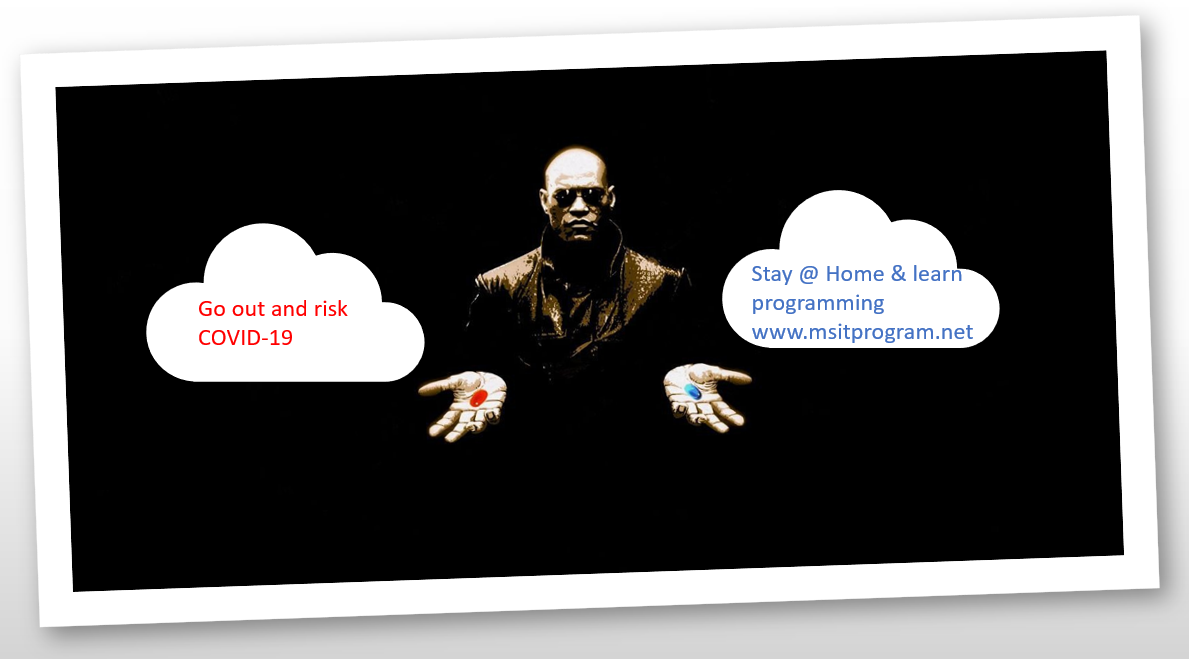 Go out and risk
COVID-19
Stay @ Home & learn
programming
www.msitprogram.net